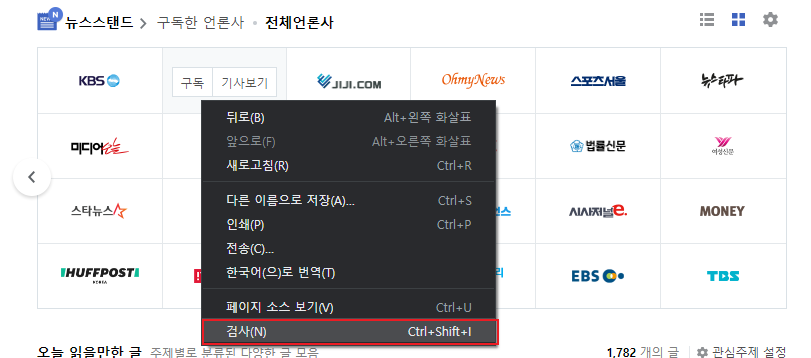 NEW N 뉴스스탠드 > 구독한 언론사 • 전체언론사
KBS 구독 기사보기 JIJI.COM OhmyNews 스포츠서울 뉴스타파
미디어오늘 법률신문 여성신문
스타뉴스 시사저널e. MONEY
HUFFPOST KOREA EBS TBS
뒤로(B) Alt+왼쪽 화살표
앞으로(F) Alt+오른쪽 화살표
새로고침(R) Ctrl+R
다른 이름으로 저장(A)... Ctrl+S
인쇄(P) Ctrl+P
전송(C)...
한국어(으)로 번역(T)
페이지 소스 보기(V) Ctrl+U
검사(N) Ctrl+Shift+I
오늘 읽을만한 글 주제별로 분류된 다양한 글 모음 1,782 개의 글 관심주제 설정